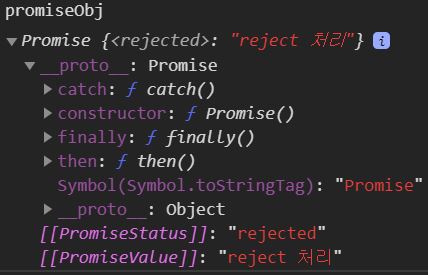 promiseObj
▼ Promise {<rejected>: "reject 처리"} i
▼ __proto__: Promise
▶ catch: ƒ catch()
▶ constructor: ƒ Promise()
▶ finally: ƒ finally()
▶ then: ƒ then()
Symbol(Symbol.toStringTag): "Promise"
▶ __proto__: Object
[[PromiseStatus]]: "rejected"
[[PromiseValue]]: "reject 처리"